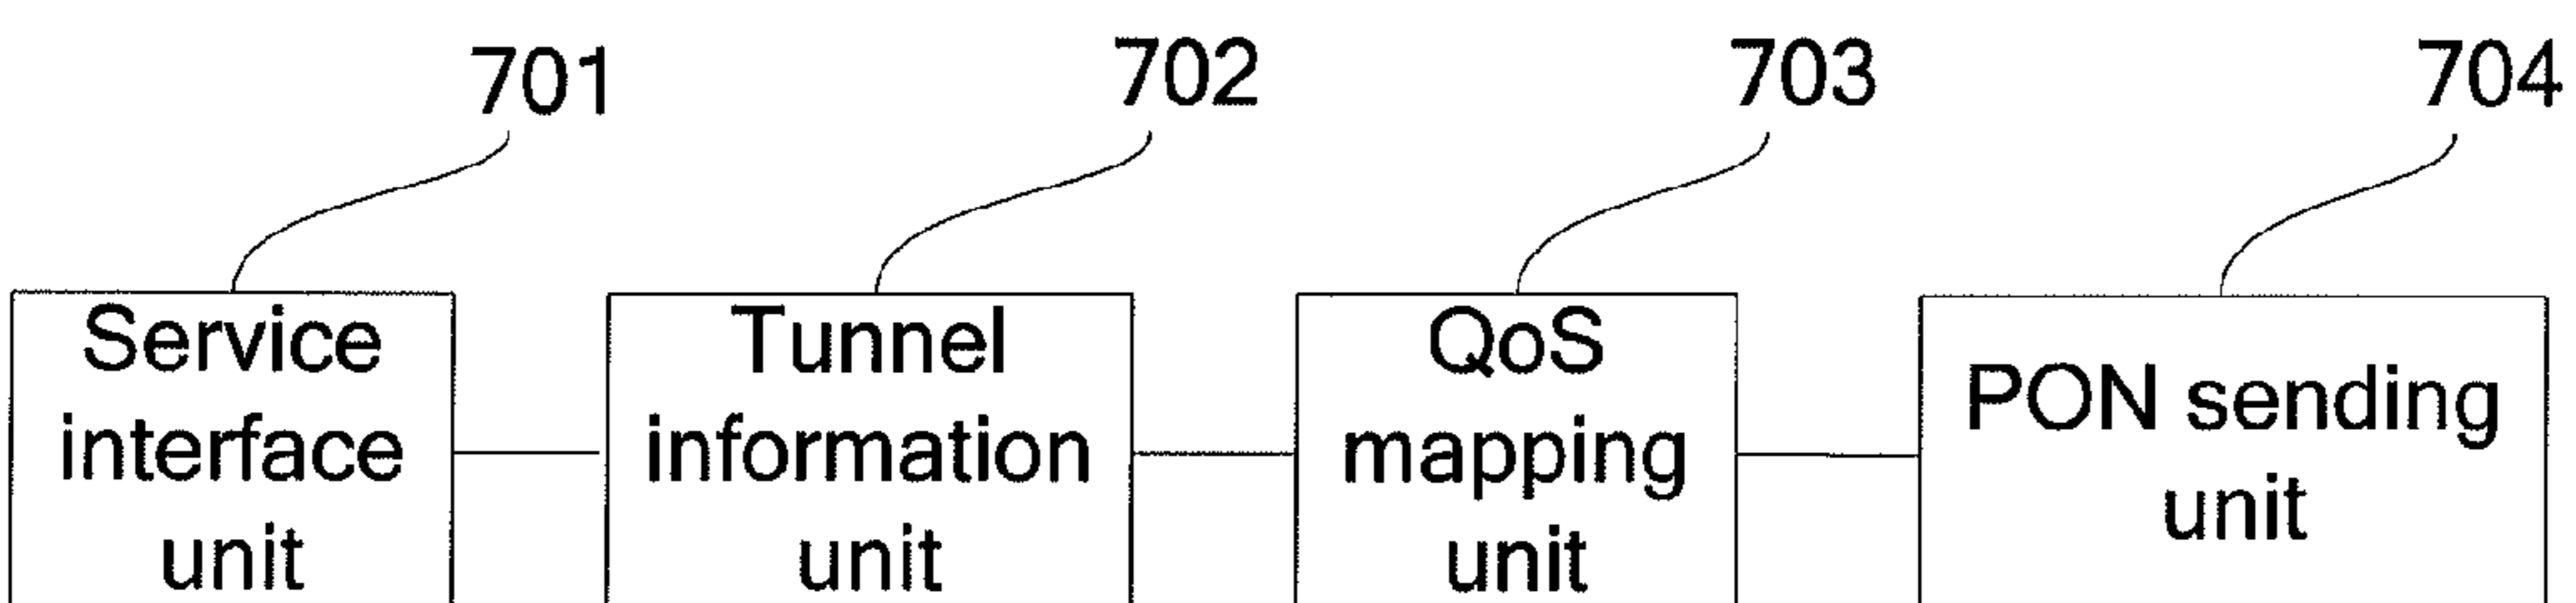 701
702
703
704
Service
interface
unit
Tunnel
information
unit
QoS
mapping
unit
PON sending
unit